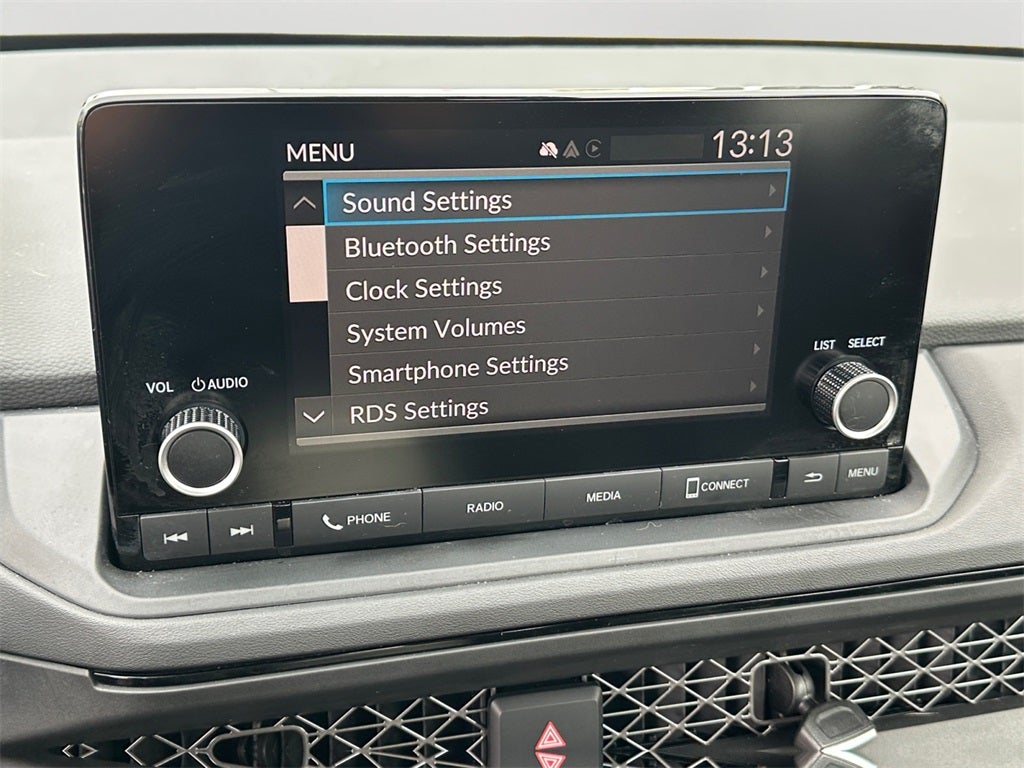 MENU 13:13
Sound Settings
Bluetooth Settings
Clock Settings
System Volumes
Smartphone Settings
RDS Settings
VOL AUDIO
LIST SELECT
PHONE
RADIO
MEDIA
CONNECT
MENU